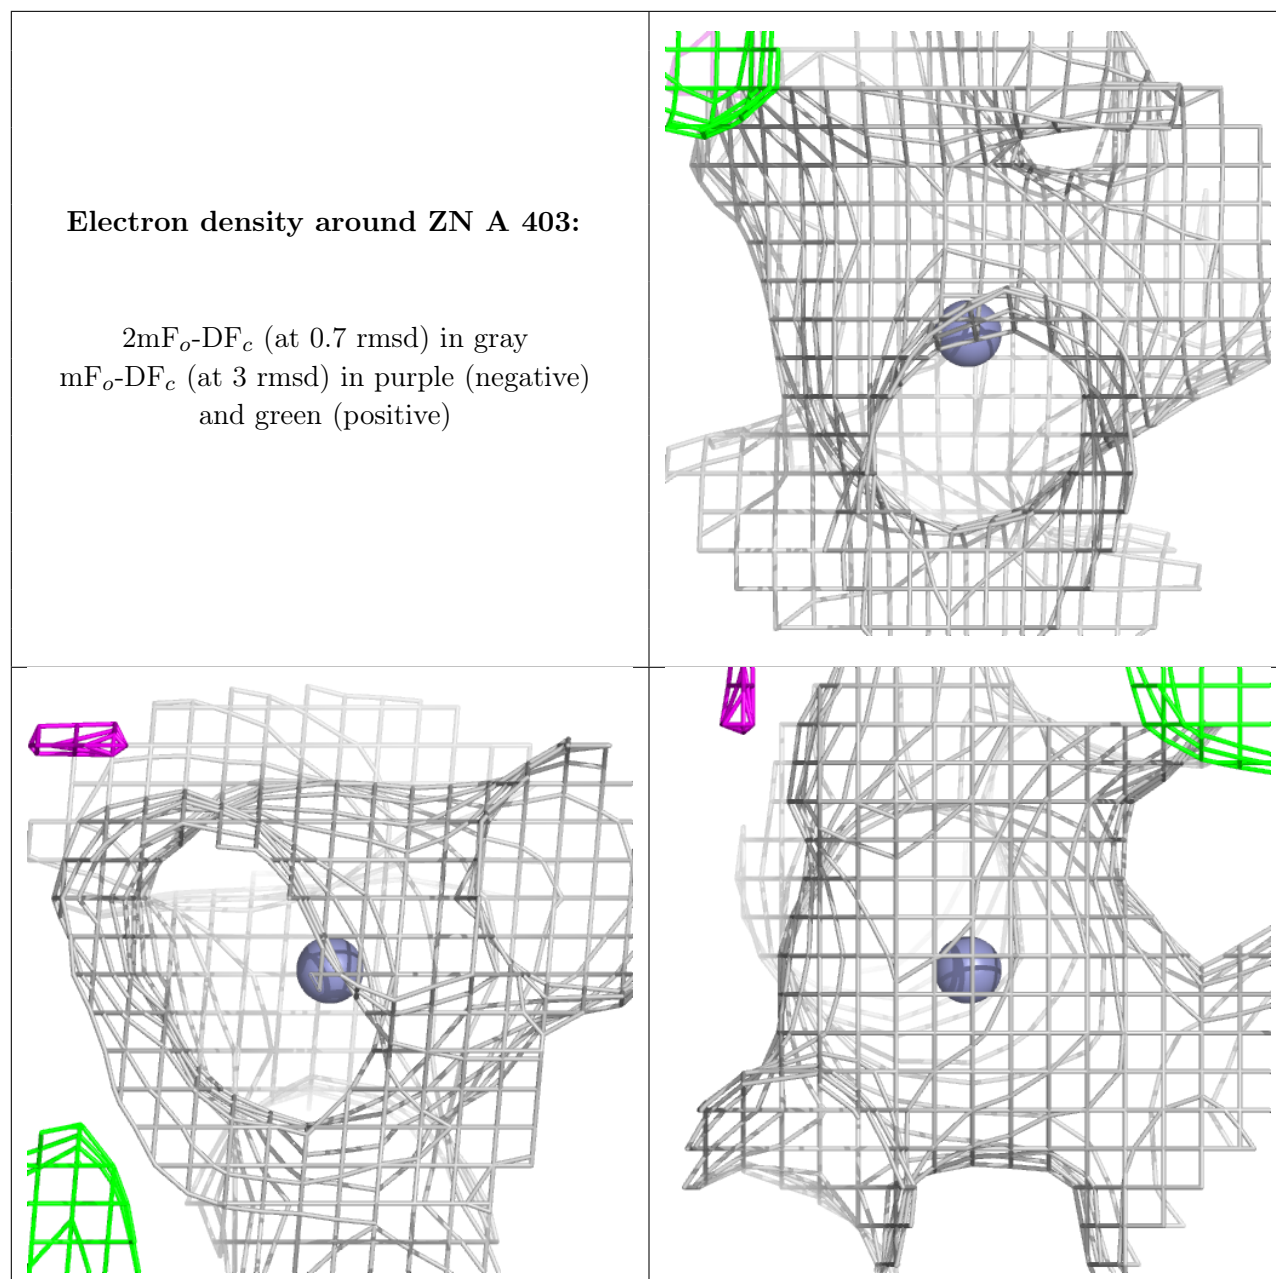 Electron density around ZN A 403:
2mFo-DFc (at 0.7 rmsd) in gray
mFo-DFc (at 3 rmsd) in purple (negative)
and green (positive)